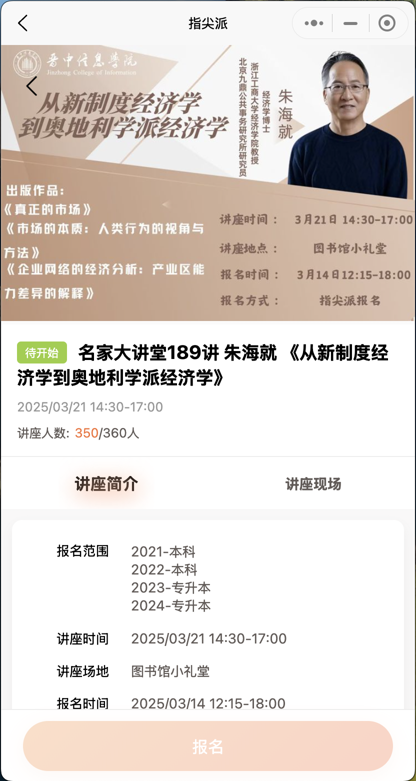 指尖派
晋中信息学院
Jinzhong College of Information
从新制度经济学
到奥地利学派经济学
朱海就
经济学博士
浙江工商大学经济学院教授
北京九鼎公共事务研究所研究员
出版作品：
《真正的市场》
《市场的本质：人类行为的视角与
方法》
《企业网络的经济分析：产业区能
力差异的解释》
讲座时间： 3月21日 14:30-17:00
讲座地点： 图书馆小礼堂
报名时间： 3月14日12:15-18:00
报名方式： 指尖派报名
待开始 名家大讲堂189讲 朱海就 《从新制度经
济学到奥地利学派经济学》
2025/03/21 14:30-17:00
讲座人数: 350/360人
讲座简介 讲座现场
报名范围 2021-本科
2022-本科
2023-专升本
2024-专升本
讲座时间 2025/03/21 14:30-17:00
讲座场地 图书馆小礼堂
报名时间 2025/03/14 12:15-18:00
报名